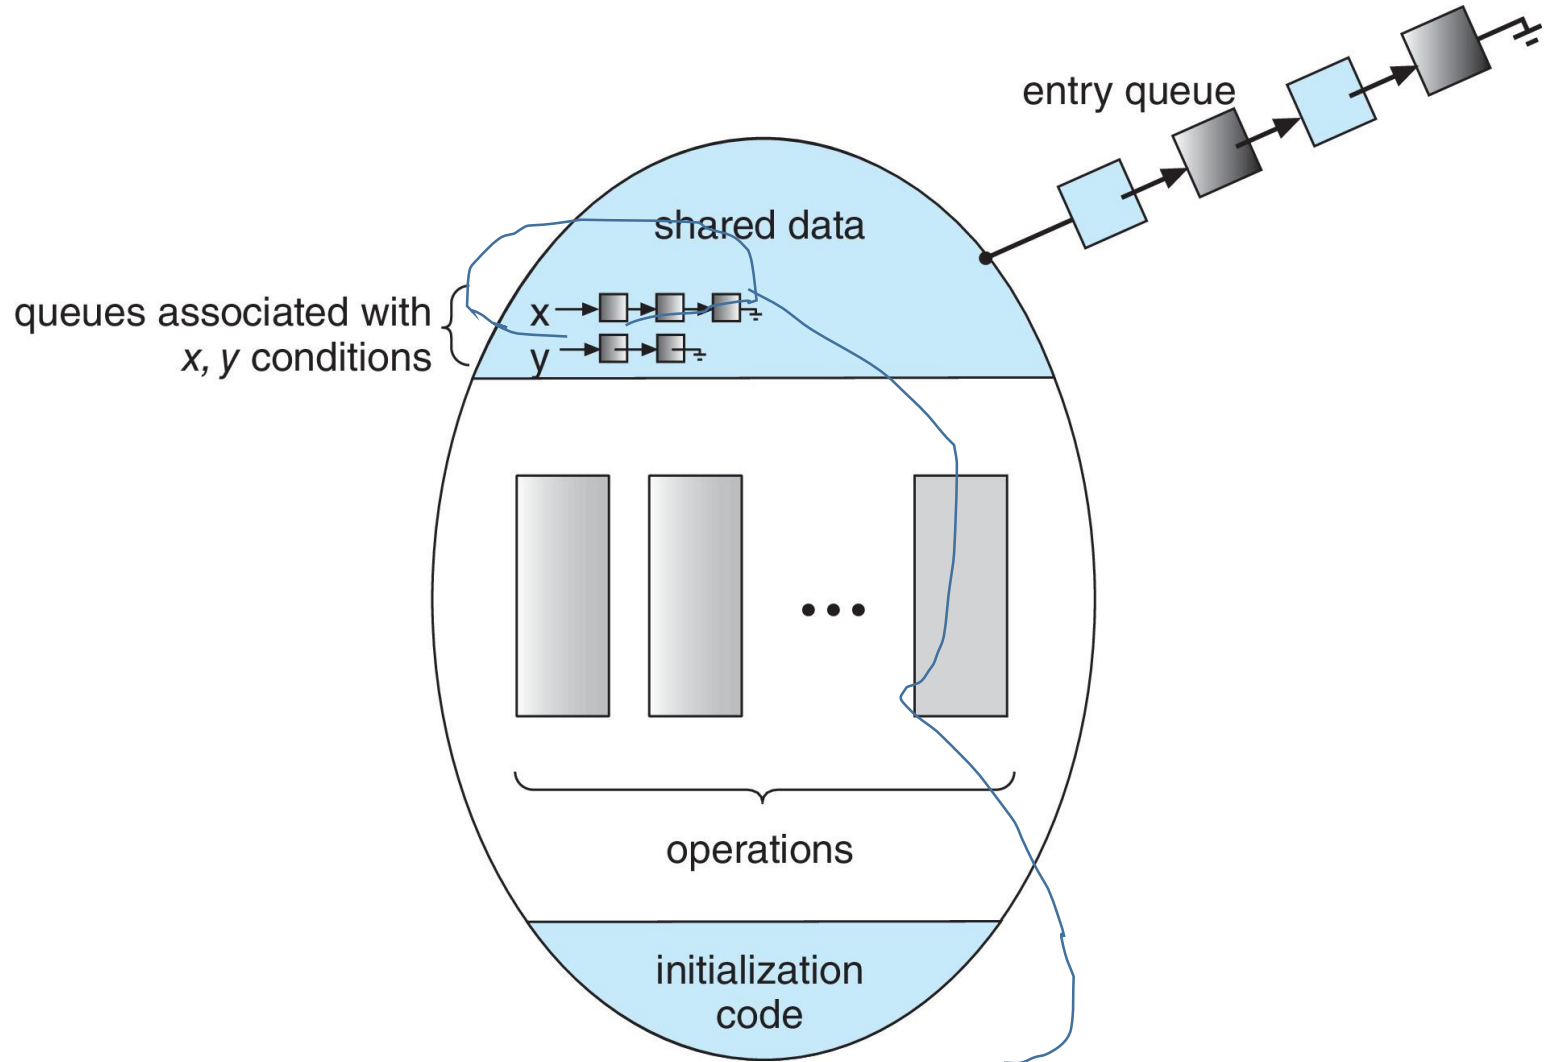 entry queue
shared data
queues associated with
x, y conditions
x
y
operations
initialization
code